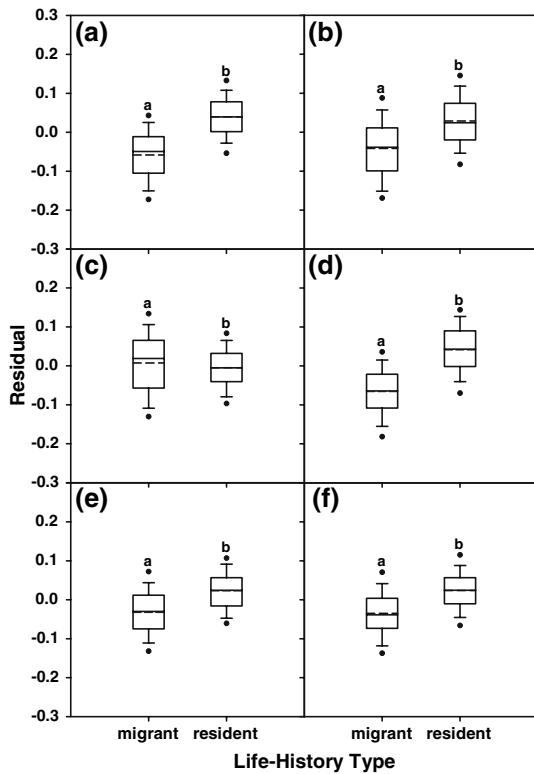 0.3
(a)
(b)
0.2
b
b
a
a
0.1
0.0
-0.1
-0.2
-0.3
(c)
(d)
0.2
a
b
b
a
0.1
0.0
-0.1
-0.2
-0.3
(e)
(f)
0.2
a
b
a
b
0.1
0.0
-0.1
-0.2
-0.3
Residual
migrant resident migrant resident
Life-History Type